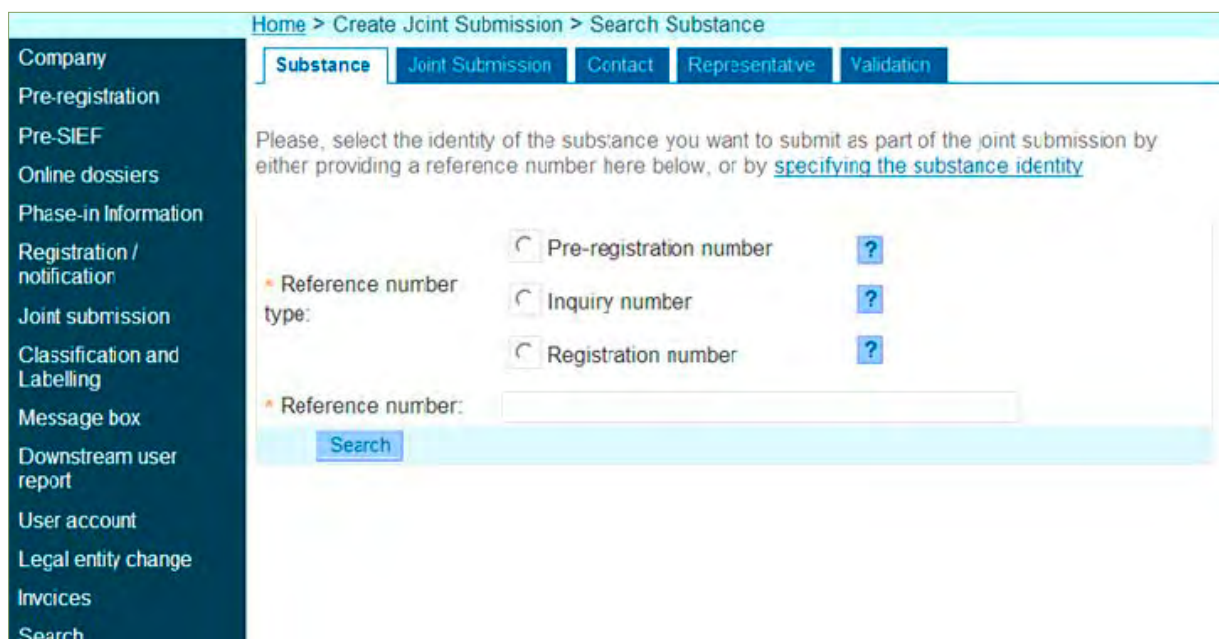 Home > Create Joint Submission > Search Substance
Company
Pre-registration
Pre-SIEF
Online dossiers
Phase-in Information
Registration /
notification
Joint submission
Classification and
Labelling
Message box
Downstream user
report
User account
Legal entity change
Invoices
Search
Substance
Joint Submission
Contact
Representative
Validation
Please, select the identity of the substance you want to submit as part of the joint submission by
either providing a reference number here below, or by specifying the substance identity
* Reference number
type:
Pre-registration number ?
Inquiry number ?
Registration number ?
* Reference number:
Search